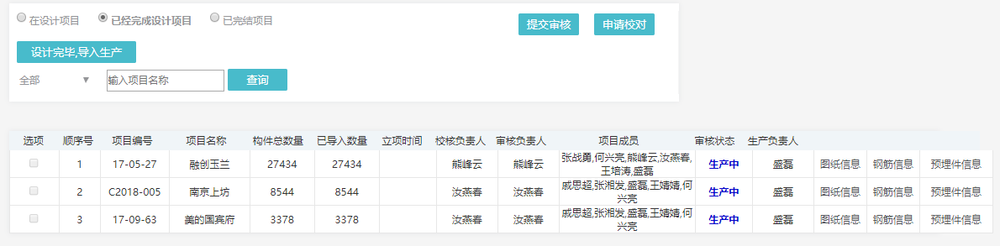 在设计项目 已经完成设计项目 已完结项目 提交审核 申请校对
设计完毕,导入生产
全部 ▼ 输入项目名称 查询
选项 顺序号 项目编号 项目名称 构件总数量 已导入数量 立项时间 校核负责人 审核负责人 项目成员 审核状态 生产负责人
1 17-05-27 融创玉兰 27434 27434 熊峰云 熊峰云 张战勇,何兴亮,熊峰云,汝燕春, 生产中 盛磊 图纸信息 钢筋信息 预埋件信息
王培涛,盛磊
2 C2018-005 南京上坊 8544 8544 汝燕春 汝燕春 戚思超,张湘发,盛磊,王婧婧,何 生产中 盛磊 图纸信息 钢筋信息 预埋件信息
兴亮
3 17-09-63 美的国宾府 3378 3378 汝燕春 汝燕春 戚思超,张湘发,盛磊,王婧婧,何 生产中 盛磊 图纸信息 钢筋信息 预埋件信息
兴亮